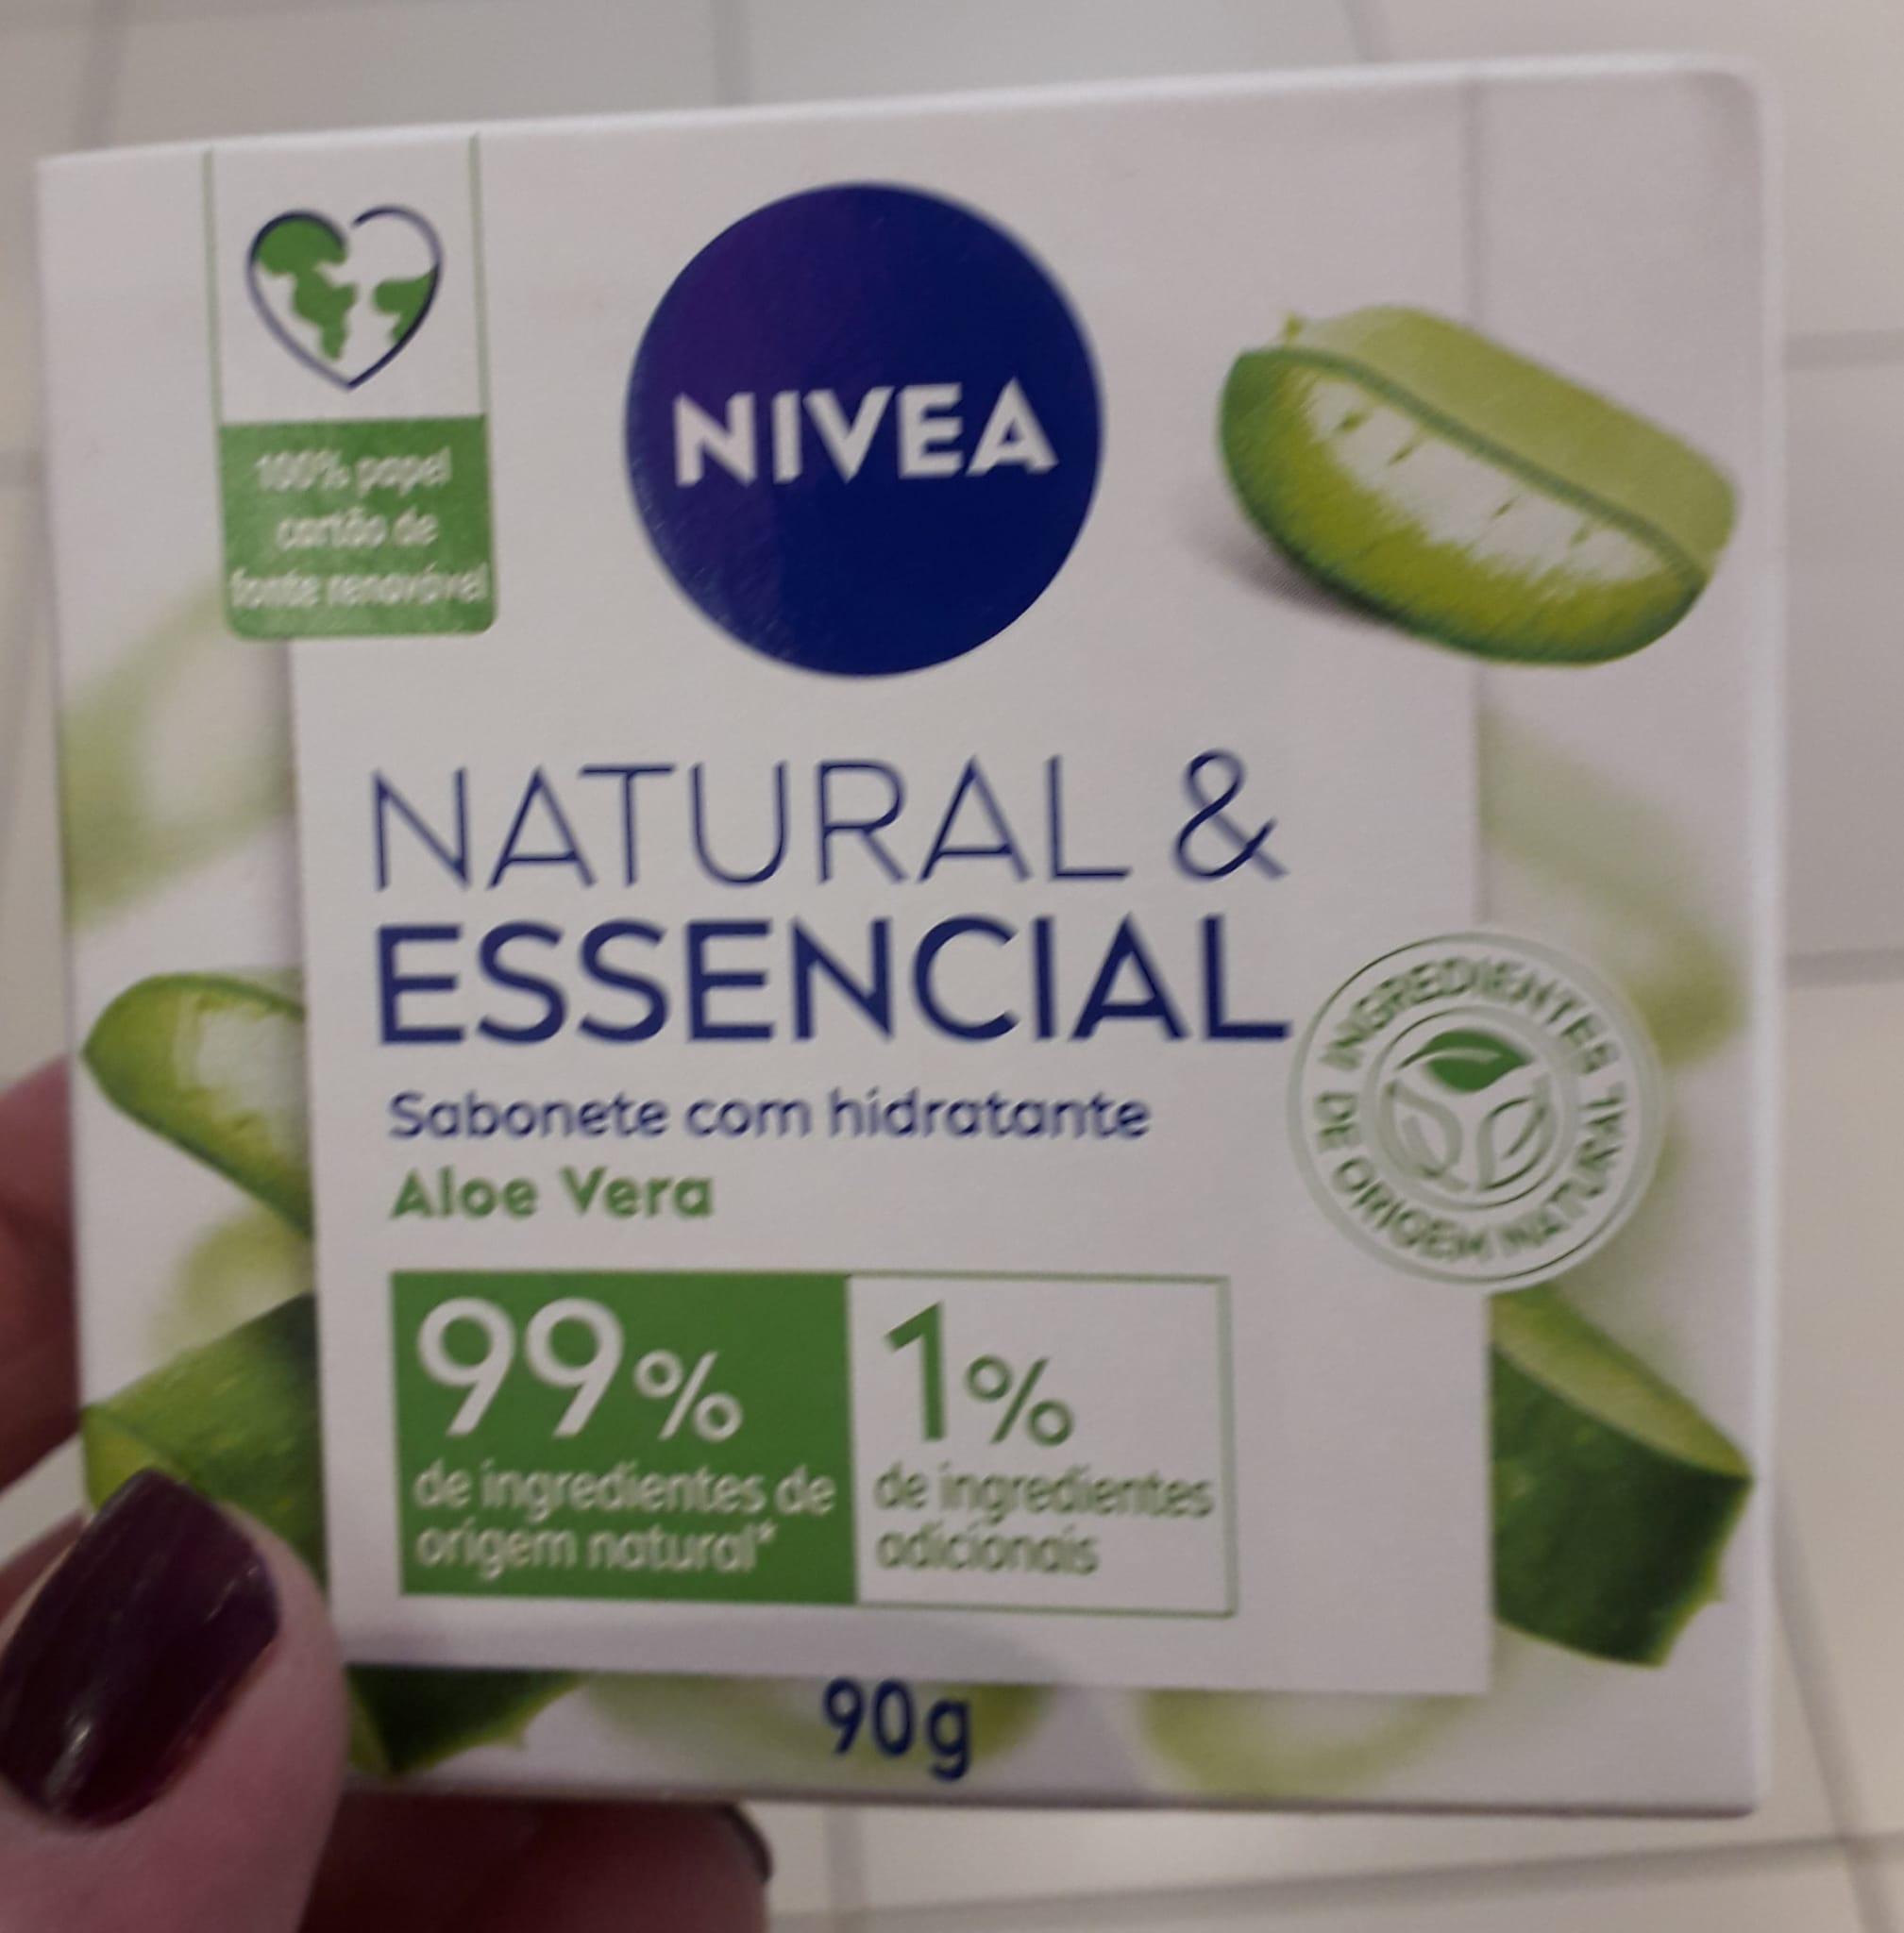 100% papel
cartão de
fonte renovável
NIVEA
NATURAL &
ESSENCIAL
Sabonete com hidratante
Aloe Vera
INGREDIENTES DE ORIGEM NATURAL
99%
de ingredientes de
origem natural*
1%
de ingredientes
adicionais
90g